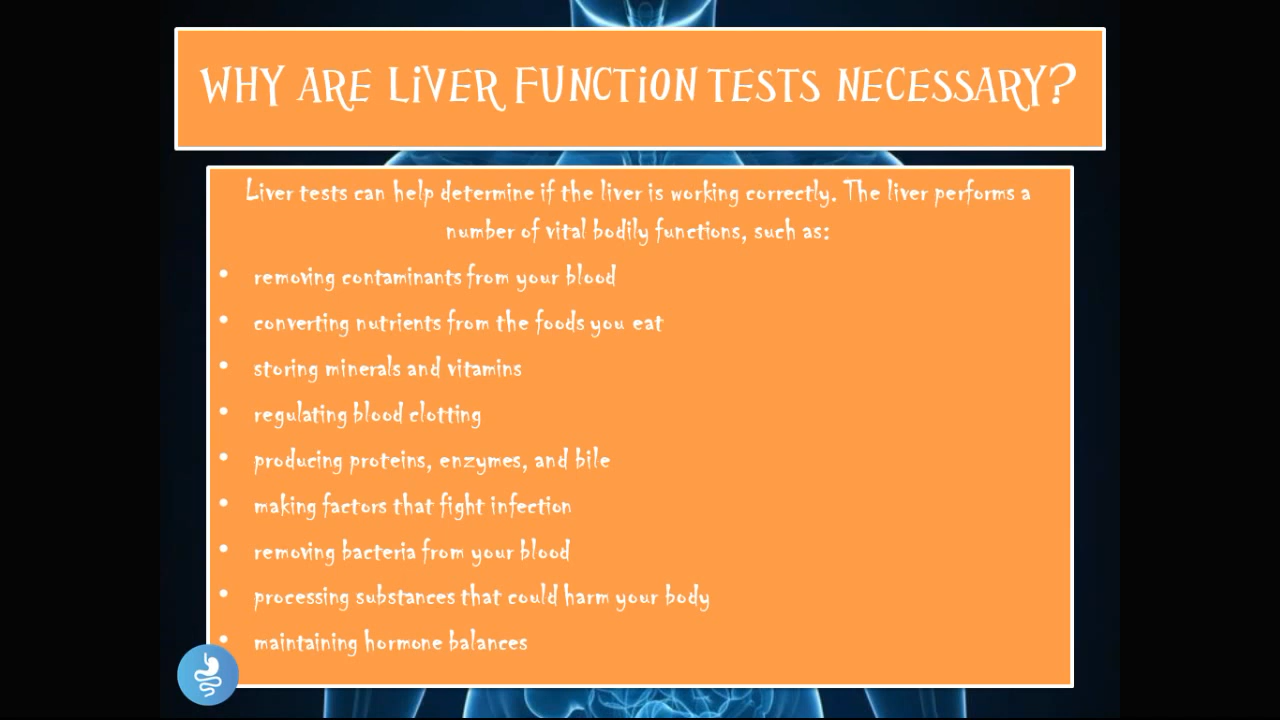 WHY ARE LiVER FUNCTiON TESTS NECESSARY?
Liver tests can help determine if the liver is working correctly. The liver performs a
number of vital bodily functions, such as:
• removing contaminants from your blood
• converting nutrients from the foods you eat
• storing minerals and vitamins
• regulating blood clotting
• producing proteins, enzymes, and bile
• making factors that fight infection
• removing bacteria from your blood
• processing substances that could harm your body
• maintaining hormone balances